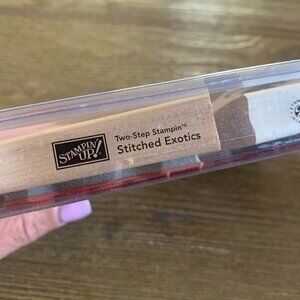 STAMPIN' UP!
Two-Step Stampin'™
Stitched Exotics